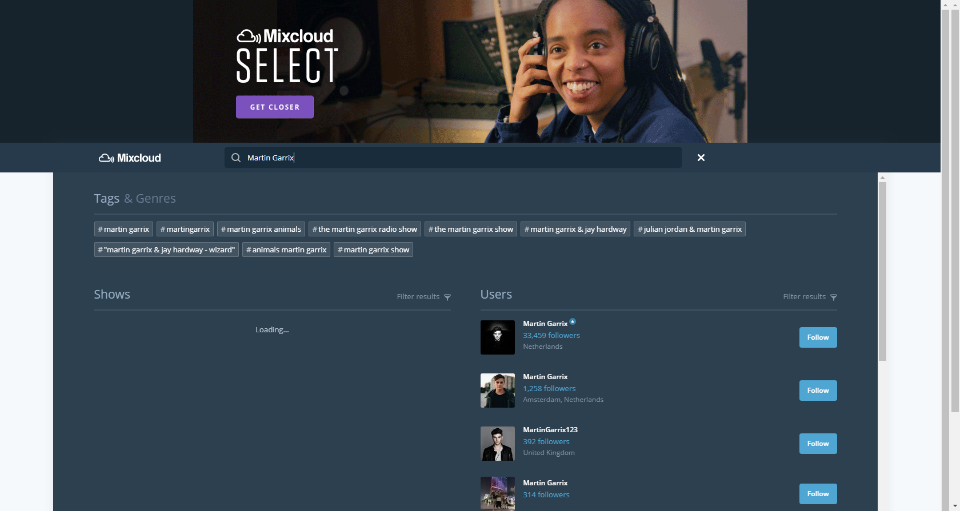 Mixcloud
SELECT
GET CLOSER
Mixcloud
Martin Garrix
Tags & Genres
#martin garrix #martingarrix #martin garrix animals #the martin garrix radio show #the martin garrix show #martin garrix & jay hardway #julian jordan & martin garrix
#"martin garrix & jay hardway - wizard" #animals martin garrix #martin garrix show
Shows
Filter results
Loading...
Users
Filter results
Martin Garrix
33,459 followers
Netherlands
Follow
Martin Garrix
1,258 followers
Amsterdam, Netherlands
Follow
MartinGarrix123
392 followers
United Kingdom
Follow
Martin Garrix
314 followers
Follow